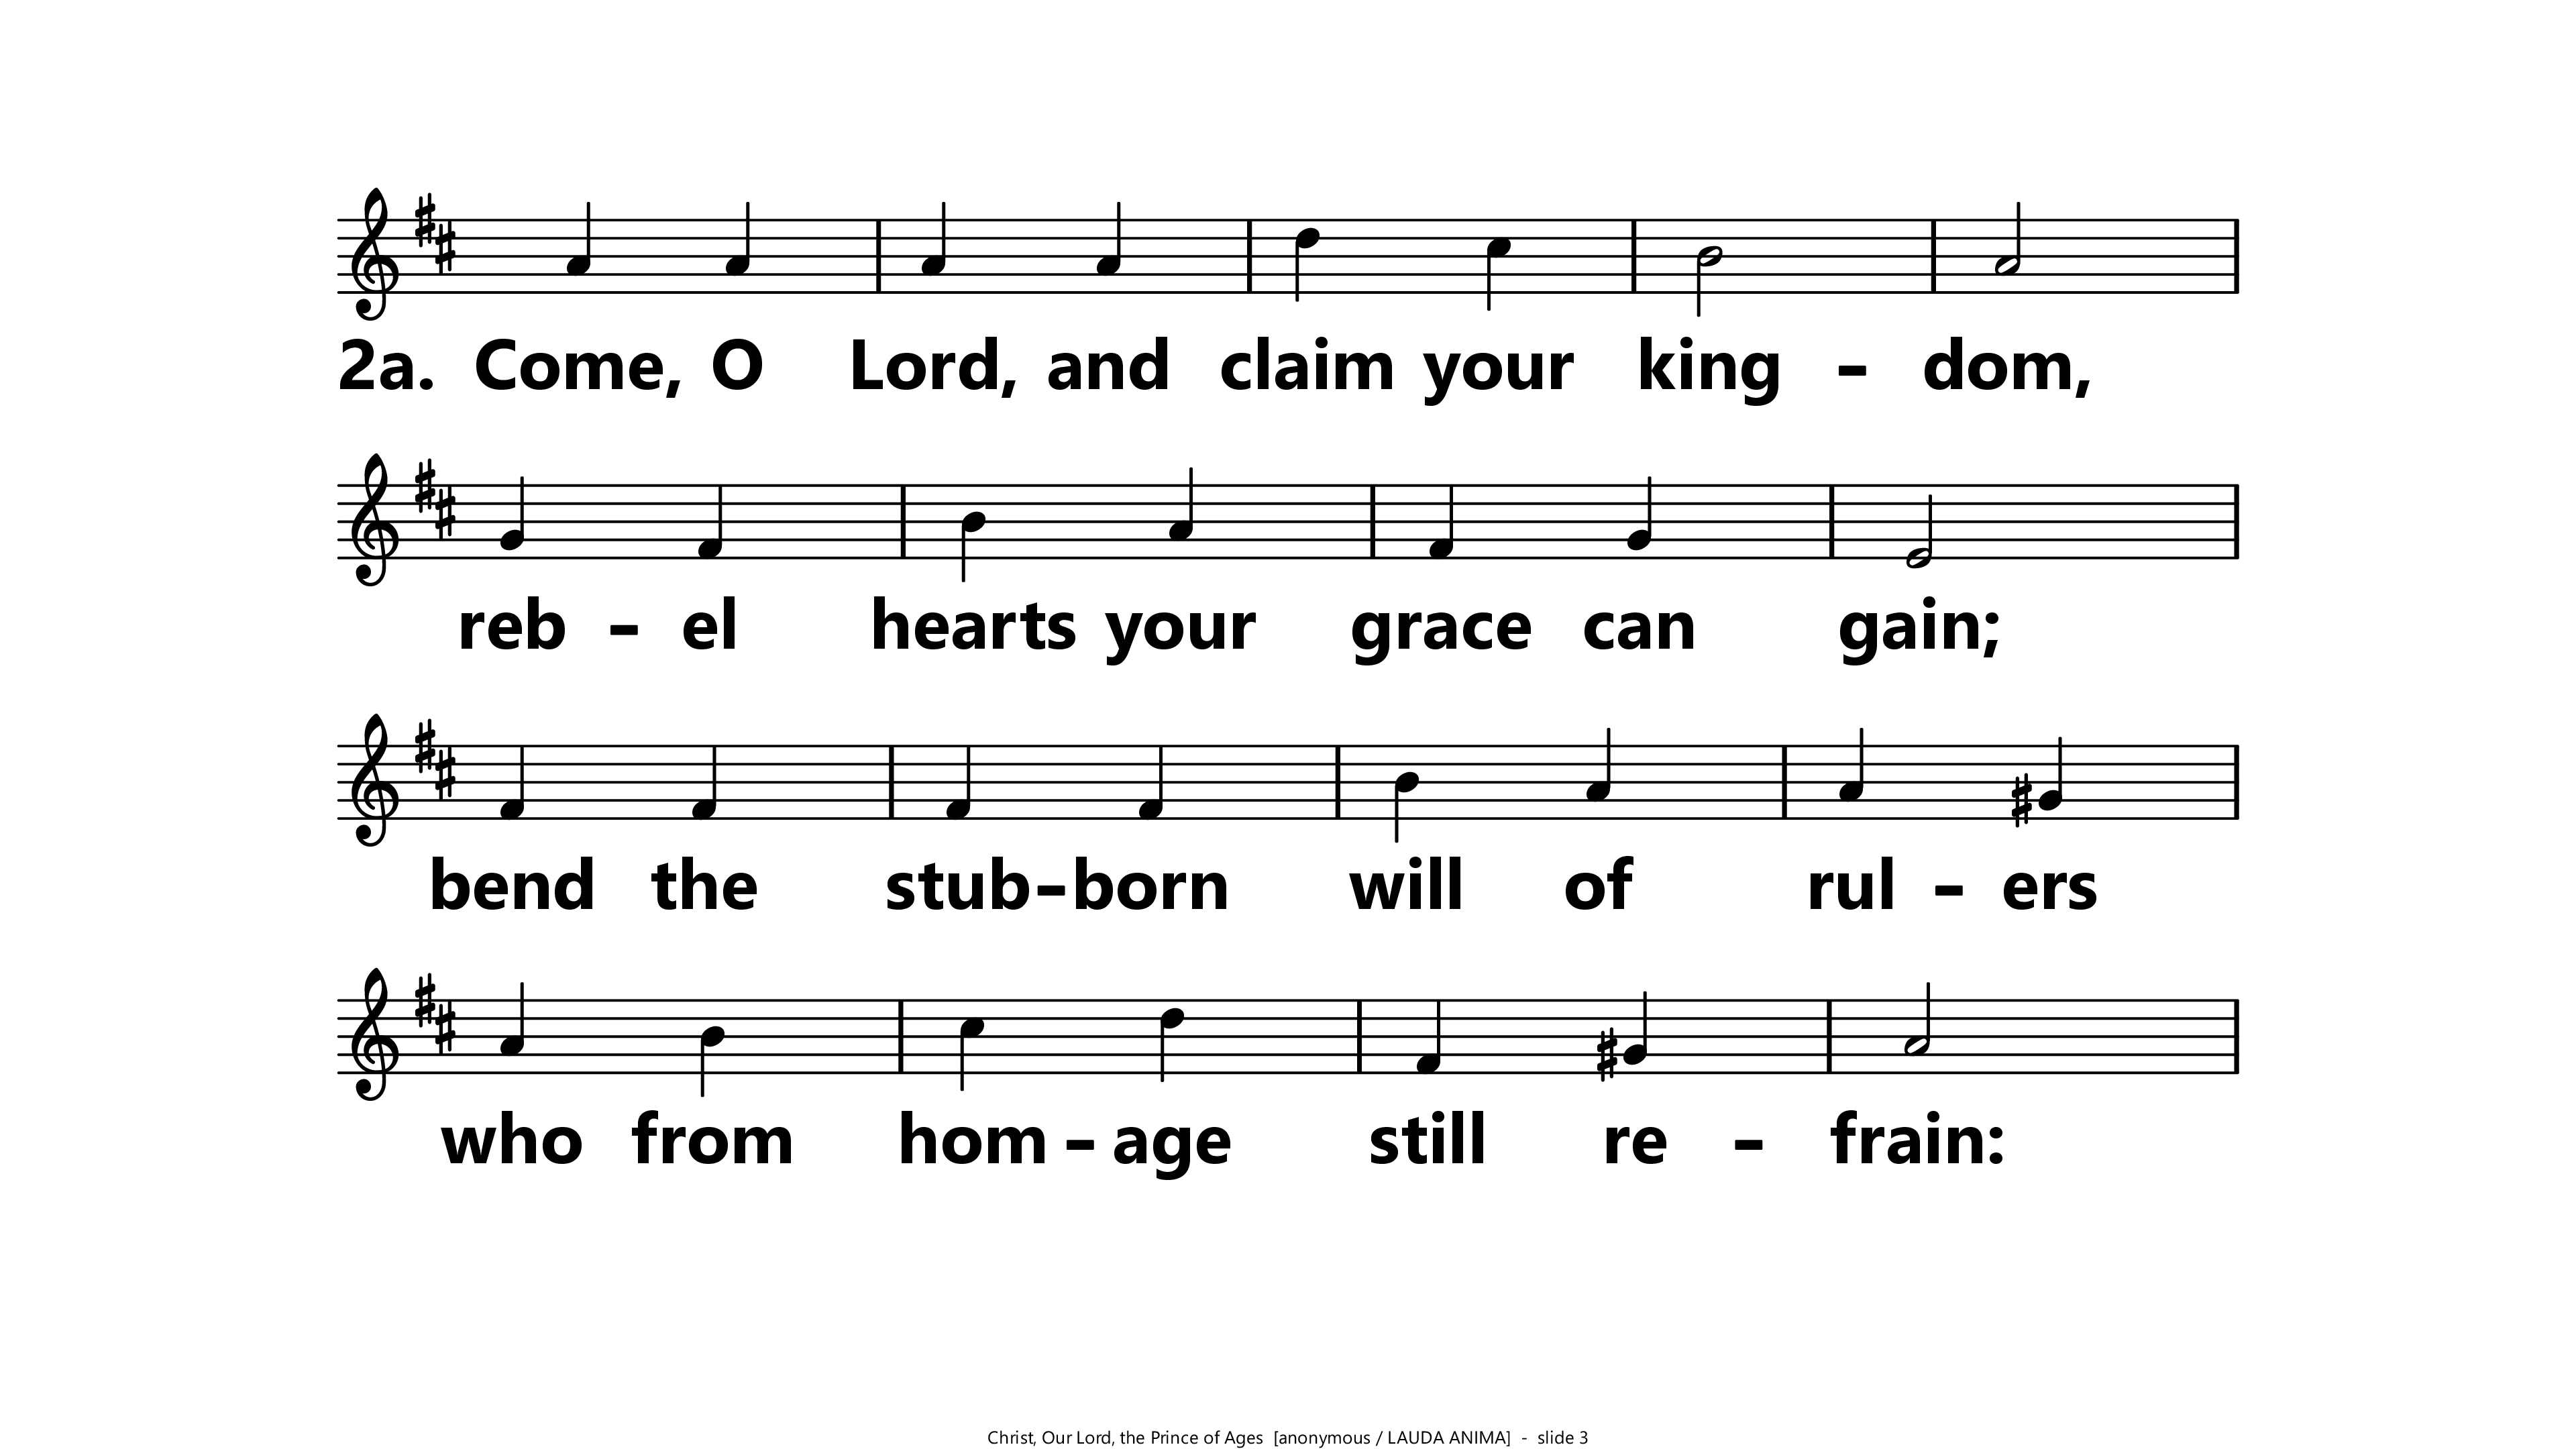 2a. Come, O Lord, and claim your king - dom,
reb - el hearts your grace can gain;
bend the stub-born will of rul - ers
who from hom - age still re - frain:
Christ, Our Lord, the Prince of Ages [anonymous / LAUDA ANIMA] - slide 3